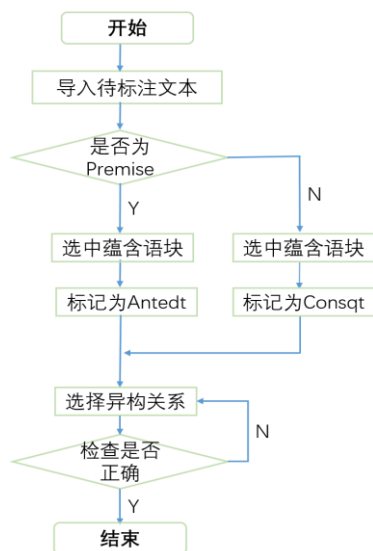 开始
导入待标注文本
是否为
Premise
Y
N
选中蕴含语块
选中蕴含语块
标记为Antedt
标记为Consqt
选择异构关系
N
检查是否
正确
Y
结束